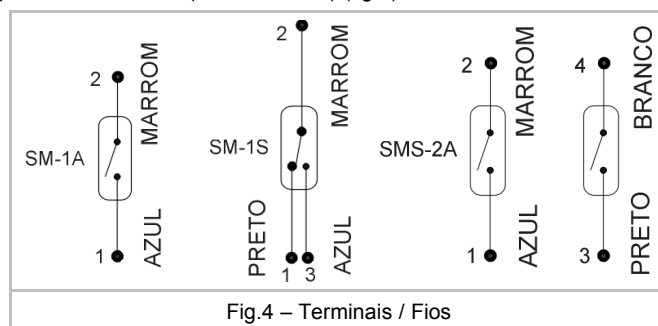 2
MARROM
SM-1A
1
AZUL
2
MARROM
SM-1S
PRETO
1 3
AZUL
2
MARROM
SMS-2A
1
AZUL
4
BRANCO
3
PRETO
Fig.4 – Terminais / Fios